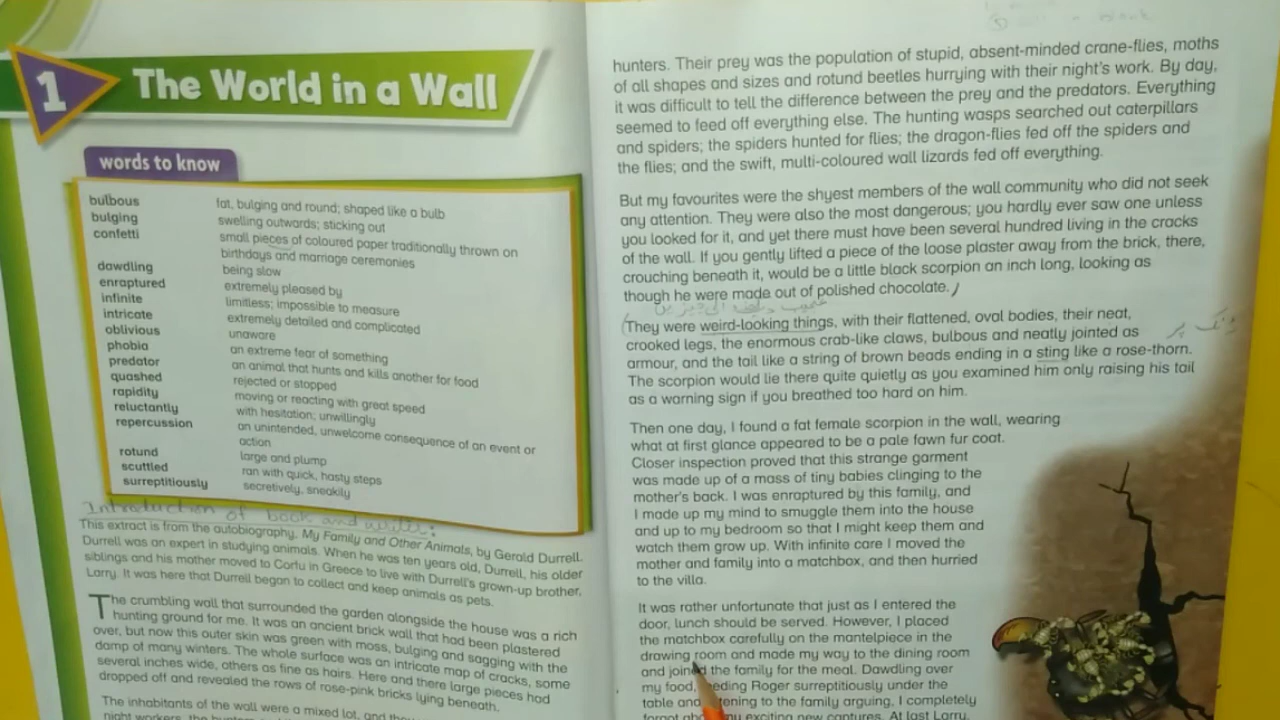 1 The World in a Wall
words to know
bulbous fat, bulging and round; shaped like a bulb
bulging swelling outwards; sticking out
confetti small pieces of coloured paper traditionally thrown on
birthdays and marriage ceremonies
dawdling being slow
enraptured extremely pleased by
infinite limitless; impossible to measure
intricate extremely detailed and complicated
oblivious unaware
phobia an extreme fear of something
predator an animal that hunts and kills another for food
quashed rejected or stopped
rapidity moving or reacting with great speed
reluctantly with hesitation; unwillingly
repercussion an unintended, unwelcome consequence of an event or
action
rotund large and plump
scuttled ran with quick, hasty steps
surreptitiously secretively, sneakily
Introduction of book and writer:
This extract is from the autobiography, My Family and Other Animals, by Gerald Durrell.
Durrell was an expert in studying animals. When he was ten years old, Durrell, his older
siblings and his mother moved to Corfu in Greece to live with Durrell's grown-up brother,
Larry. It was here that Durrell began to collect and keep animals as pets.
The crumbling wall that surrounded the garden alongside the house was a rich
hunting ground for me. It was an ancient brick wall that had been plastered
over, but now this outer skin was green with moss, bulging and sagging with the
damp of many winters. The whole surface was an intricate map of cracks, some
several inches wide, others as fine as hairs. Here and there large pieces had
dropped off and revealed the rows of rose-pink bricks lying beneath.
The inhabitants of the wall were a mixed lot, and
night workers, the hunters
hunters. Their prey was the population of stupid, absent-minded crane-flies, moths
of all shapes and sizes and rotund beetles hurrying with their night's work. By day,
it was difficult to tell the difference between the prey and the predators. Everything
seemed to feed off everything else. The hunting wasps searched out caterpillars
and spiders; the spiders hunted for flies; the dragon-flies fed off the spiders and
the flies; and the swift, multi-coloured wall lizards fed off everything.
But my favourites were the shyest members of the wall community who did not seek
any attention. They were also the most dangerous; you hardly ever saw one unless
you looked for it, and yet there must have been several hundred living in the cracks
of the wall. If you gently lifted a piece of the loose plaster away from the brick, there,
crouching beneath it, would be a little black scorpion an inch long, looking as
though he were made out of polished chocolate.
They were weird-looking things, with their flattened, oval bodies, their neat,
crooked legs, the enormous crab-like claws, bulbous and neatly jointed as
armour, and the tail like a string of brown beads ending in a sting like a rose-thorn.
The scorpion would lie there quite quietly as you examined him only raising his tail
as a warning sign if you breathed too hard on him.
Then one day, I found a fat female scorpion in the wall, wearing
what at first glance appeared to be a pale fawn fur coat.
Closer inspection proved that this strange garment
was made up of a mass of tiny babies clinging to the
mother's back. I was enraptured by this family, and
I made up my mind to smuggle them into the house
and up to my bedroom so that I might keep them and
watch them grow up. With infinite care I moved the
mother and family into a matchbox, and then hurried
to the villa.
It was rather unfortunate that just as I entered the
door, lunch should be served. However, I placed
the matchbox carefully on the mantelpiece in the
drawing room and made my way to the dining room
and joined the family for the meal. Dawdling over
my food, Roger surreptitiously under the
table and to the family arguing, I completely
my exciting new captures. At last Larry,